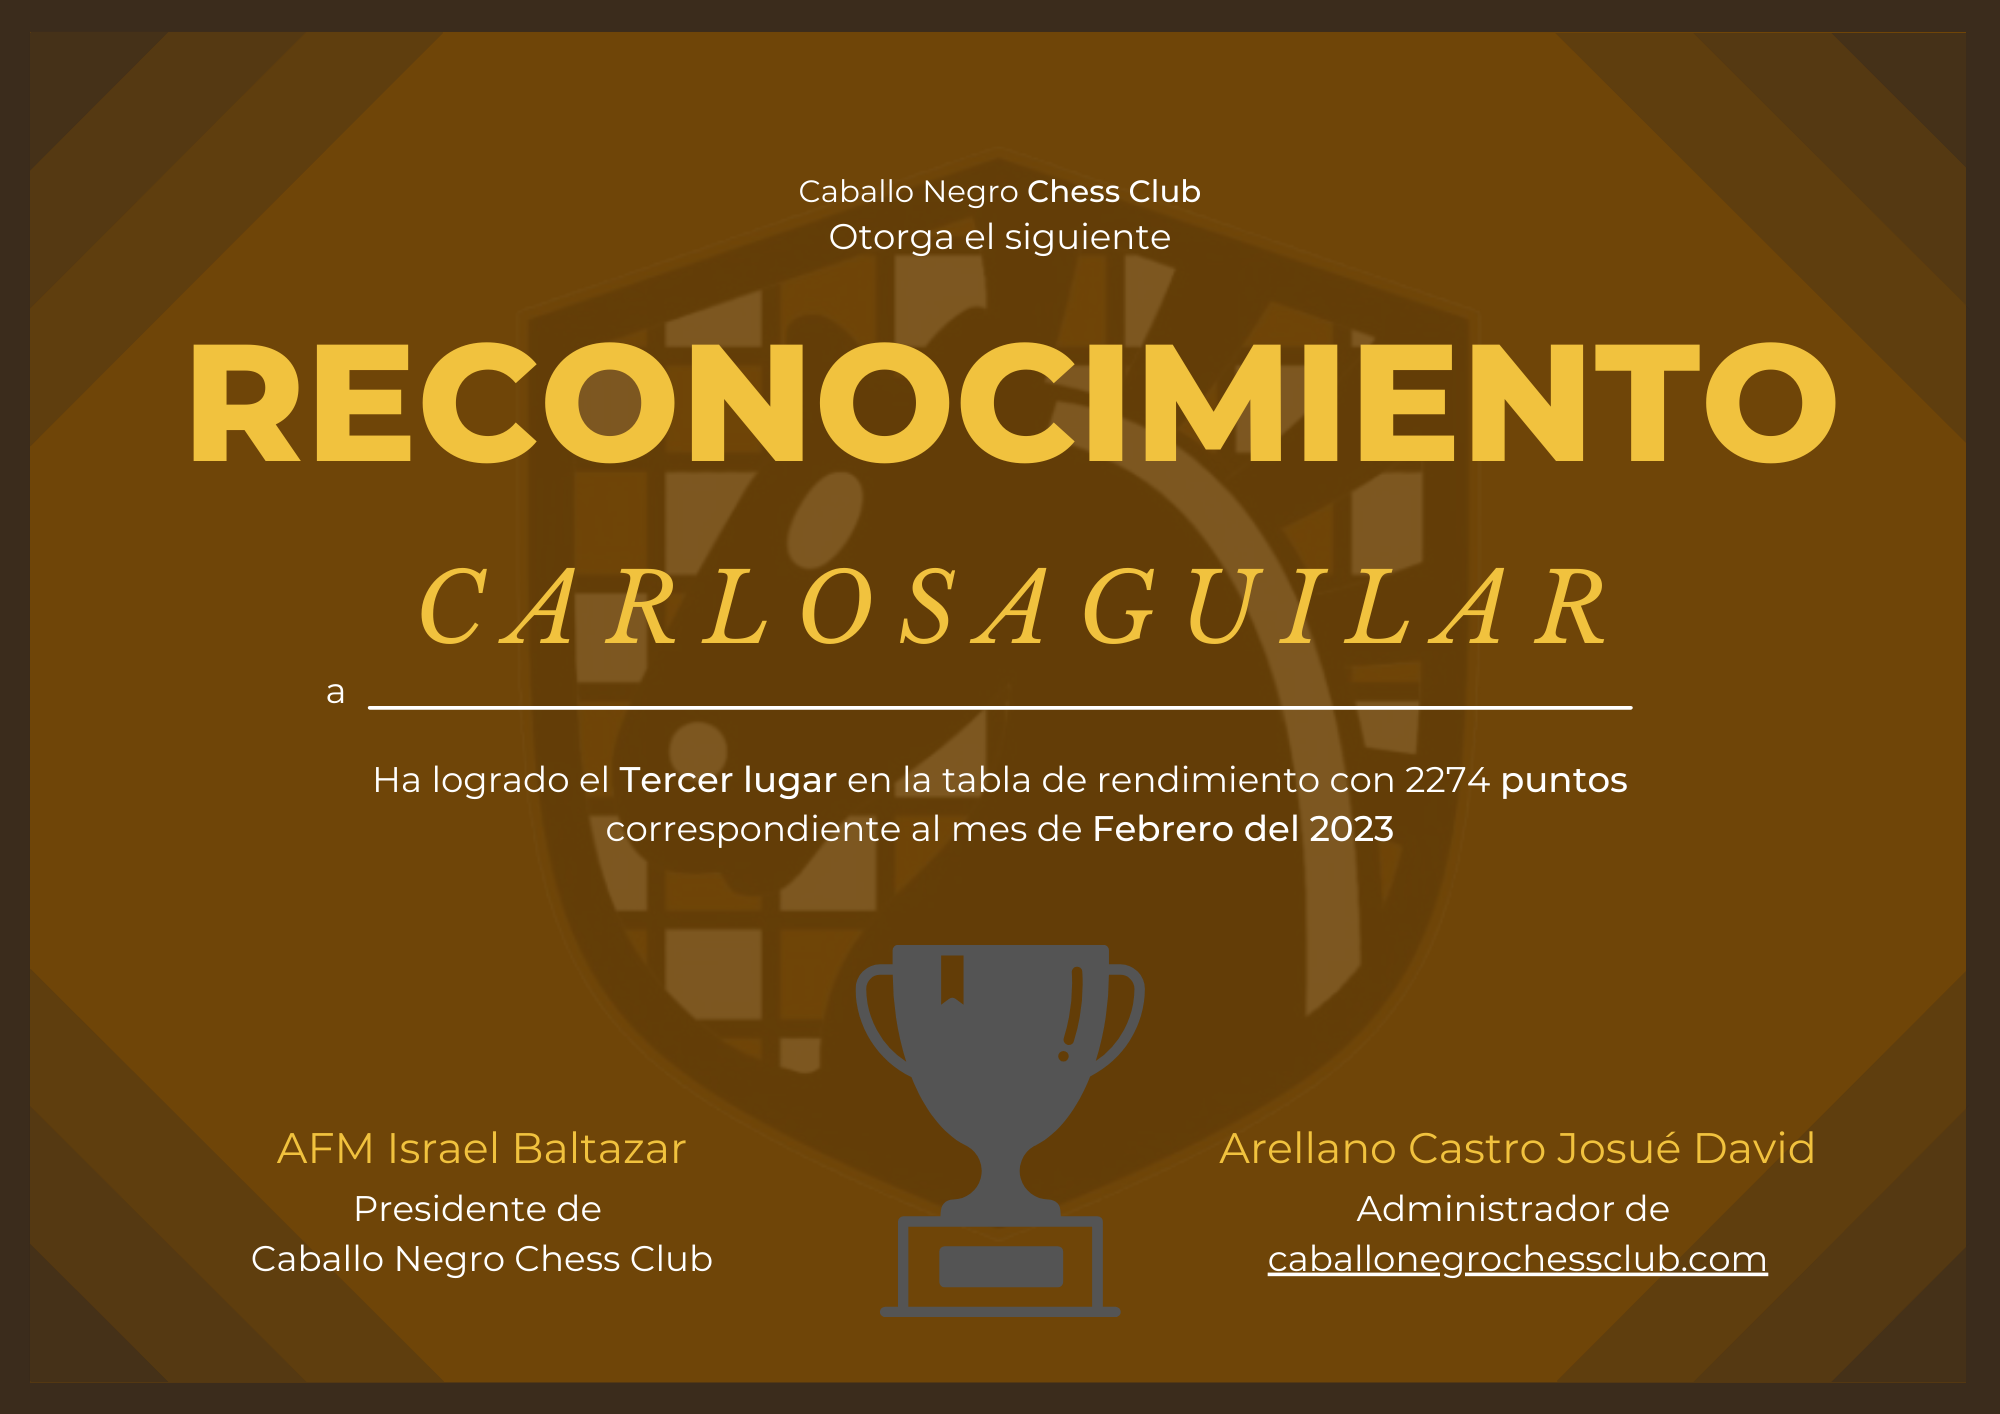 Caballo Negro Chess Club
Otorga el siguiente
RECONOCIMIENTO
CARLOSAGUILAR
a
Ha logrado el Tercer lugar en la tabla de rendimiento con 2274 puntos
correspondiente al mes de Febrero del 2023
AFM Israel Baltazar
Presidente de
Caballo Negro Chess Club
Arellano Castro Josué David
Administrador de
caballonegrochessclub.com